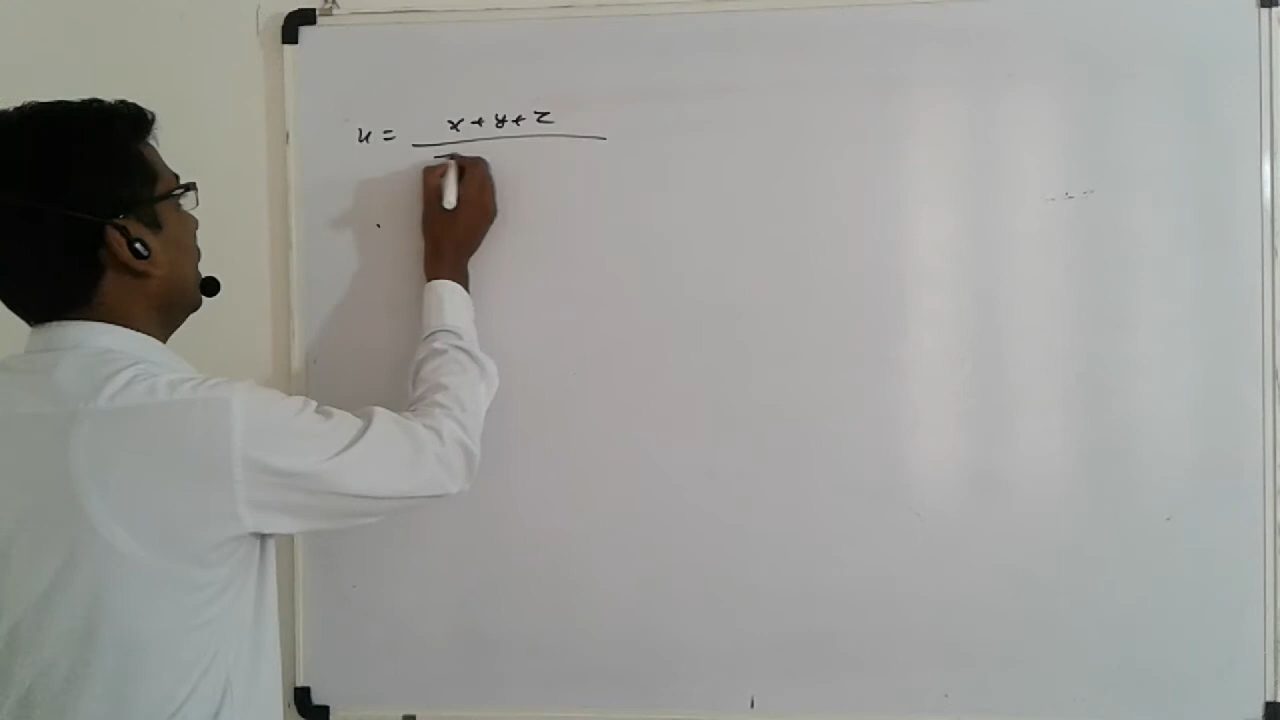 u = x + y + z